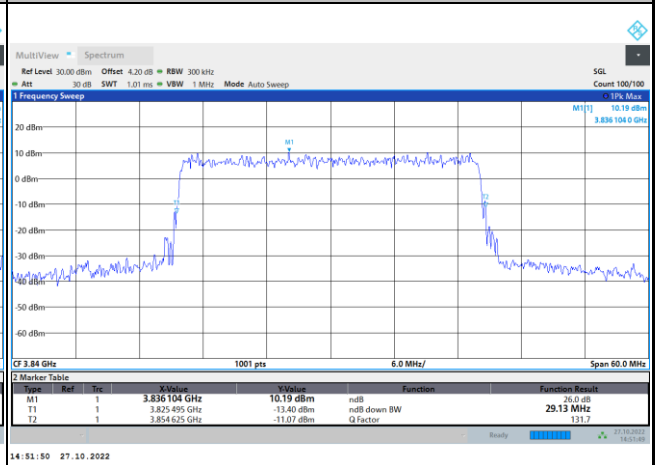 MultiView Spectrum
Ref Level 30.00 dBm Offset 4.20 dB RBW 300 kHz SGL
Att 30 dB SWT 1.01 ms VBW 1 MHz Mode Auto Sweep Count 100/100
1 Frequency Sweep 1Pk Max
M1[1] 10.19 dBm
3.836 104 0 GHz
20 dBm
M1
10 dBm
0 dBm
T1 T2
-10 dBm
-20 dBm
-30 dBm
-40 dBm
-50 dBm
-60 dBm
CF 3.84 GHz 1001 pts 6.0 MHz/ Span 60.0 MHz
2 Marker Table
Type Ref Trc X-Value Y-Value Function Function Result
M1 1 3.836 104 GHz 10.19 dBm ndB 26.0 dB
T1 1 3.825 495 GHz -13.40 dBm ndB down BW 29.13 MHz
T2 1 3.854 625 GHz -11.07 dBm Q Factor 131.7
Ready 27.10.2022
14:51:49
14:51:50 27.10.2022